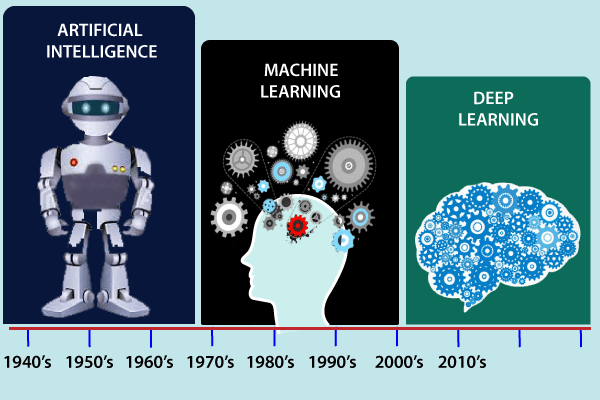 ARTIFICIAL
INTELLIGENCE
MACHINE
LEARNING
DEEP
LEARNING
1940's 1950's 1960's 1970's 1980's 1990's 2000's 2010's